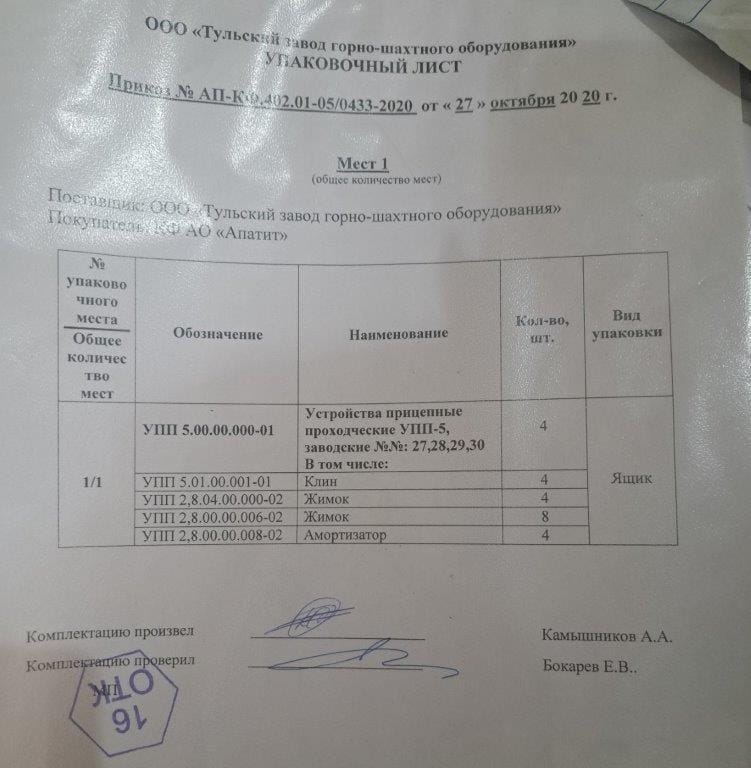 ООО «Тульский завод горно-шахтного оборудования»
УПАКОВОЧНЫЙ ЛИСТ
Приказ № АП-КФ.402.01-05/0433-2020 от « 27 » октября 20 20 г.
Мест 1
(общее количество мест)
Поставщик: ООО «Тульский завод горно-шахтного оборудования»
Покупатель: КФ АО «Апатит»
№
упаково
чного
места
Общее
количес
тво
мест
Обозначение
Наименование
Кол-во,
шт.
Вид
упаковки
1/1
УПП 5.00.00.000-01
Устройства прицепные
проходческие УПП-5,
заводские №№: 27,28,29,30
В том числе:
4
Ящик
УПП 5.01.00.001-01 Клин 4
УПП 2,8.04.00.000-02 Жимок 4
УПП 2,8.00.00.006-02 Жимок 8
УПП 2,8.00.00.008-02 Амортизатор 4
Комплектацию произвел Камышников А.А.
Комплектацию проверил Бокарев Е.В..
МП
ОТК
16